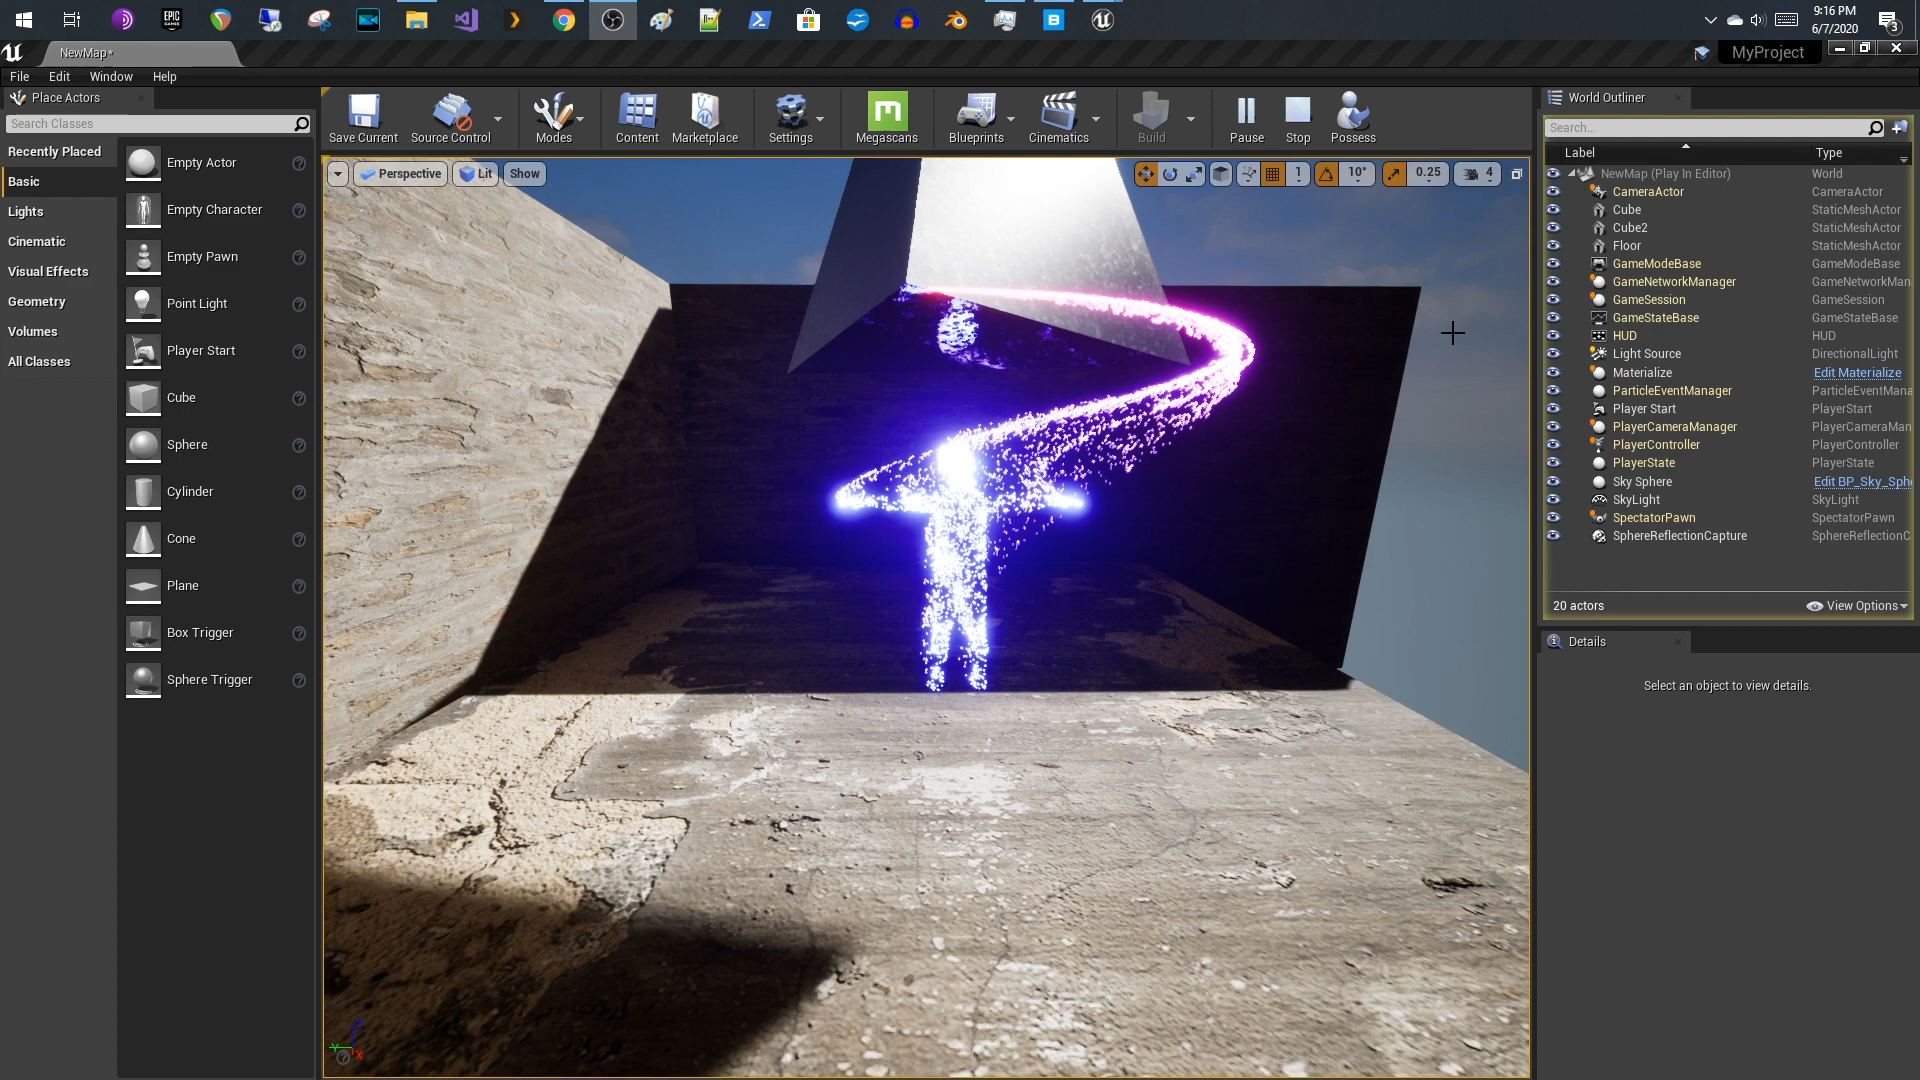 9:16 PM
6/7/2020
3
NewMap*
MyProject
File Edit Window Help
Place Actors
Search Classes
Recently Placed
Basic
Lights
Cinematic
Visual Effects
Geometry
Volumes
All Classes
Empty Actor
Empty Character
Empty Pawn
Point Light
Player Start
Cube
Sphere
Cylinder
Cone
Plane
Box Trigger
Sphere Trigger
Save Current Source Control Modes Content Marketplace Settings Megascans Blueprints Cinematics Build Pause Stop Possess
Perspective Lit Show 1 10° 0.25 4
World Outliner
Search...
Label Type
NewMap (Play In Editor) World
CameraActor CameraActor
Cube StaticMeshActor
Cube2 StaticMeshActor
Floor StaticMeshActor
GameModeBase GameModeBase
GameNetworkManager GameNetworkMan
GameSession GameSession
GameStateBase GameStateBase
HUD HUD
Light Source DirectionalLight
Materialize Edit Materialize
ParticleEventManager ParticleEventMana
Player Start PlayerStart
PlayerCameraManager PlayerCameraMan
PlayerController PlayerController
PlayerState PlayerState
Sky Sphere Edit BP_Sky_Sph
SkyLight SkyLight
SpectatorPawn SpectatorPawn
SphereReflectionCapture SphereReflectionC
20 actors View Options
Details
Select an object to view details.